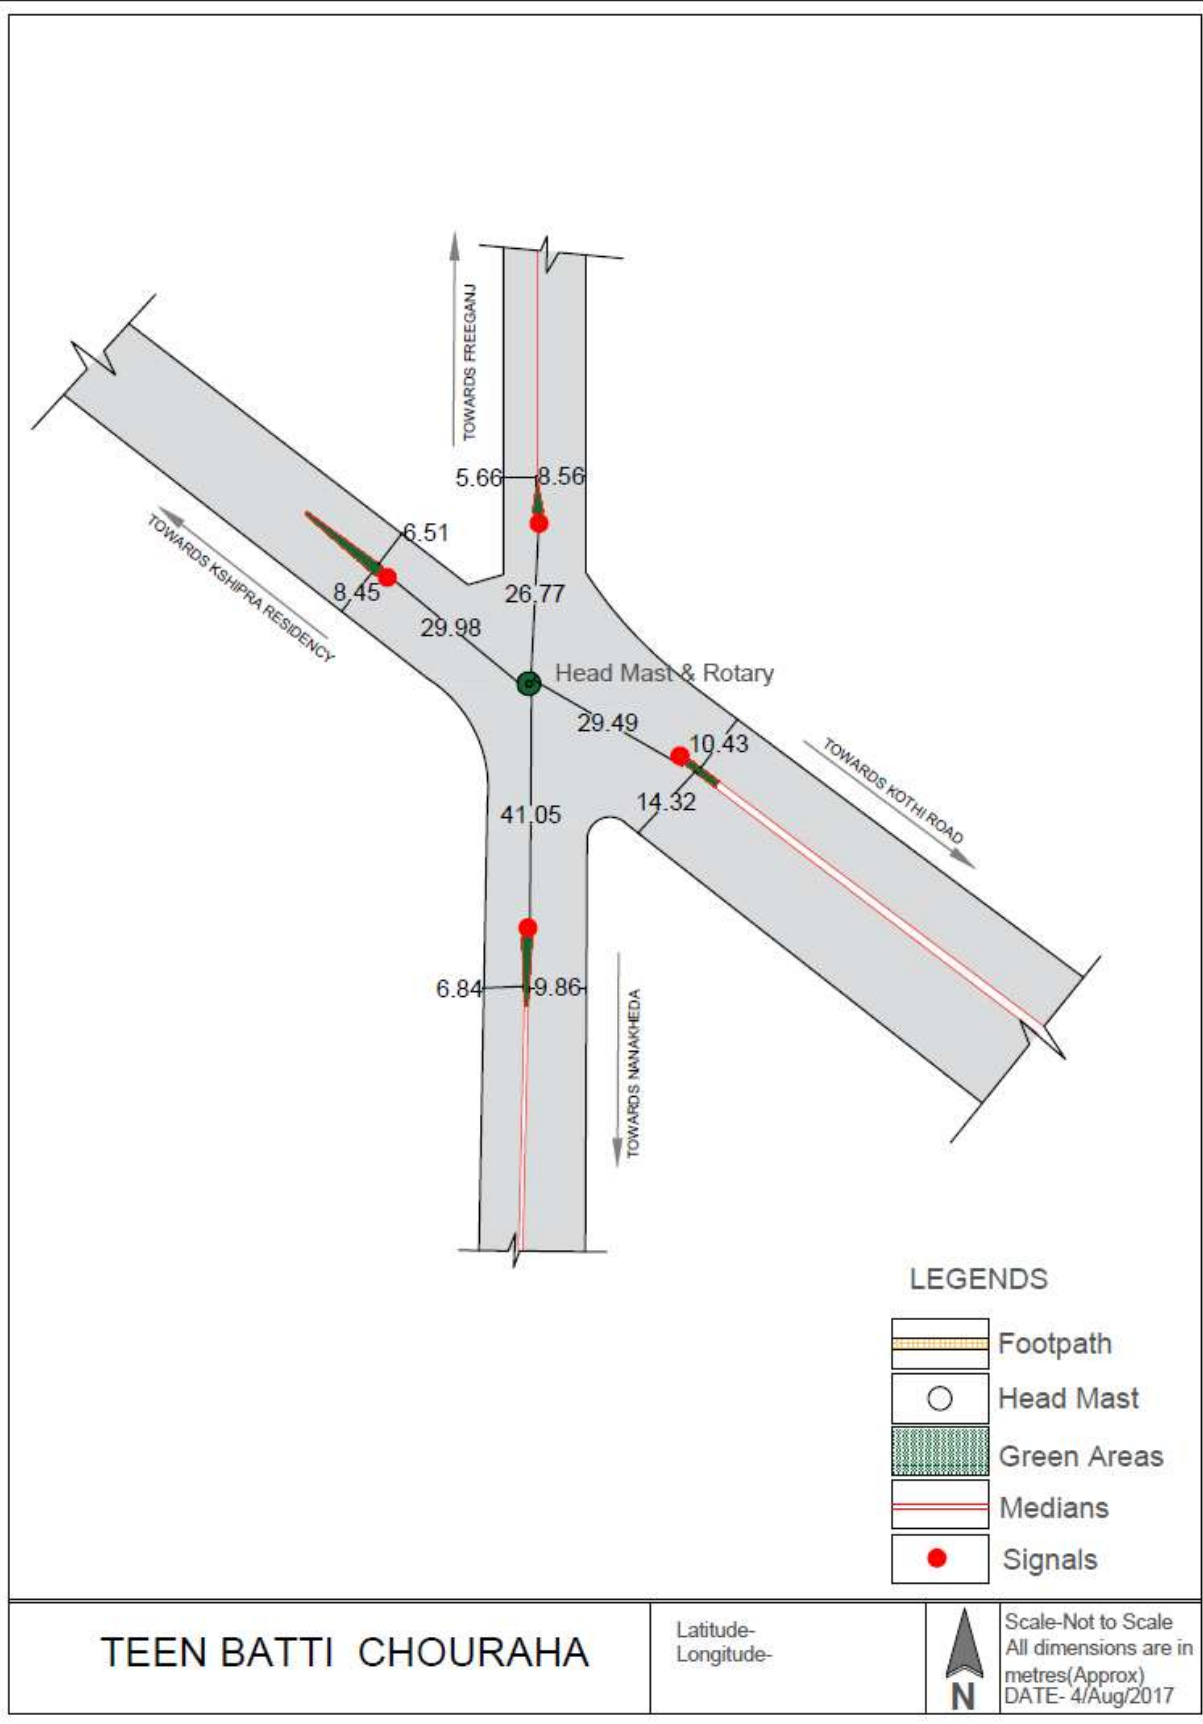 TOWARDS FREEGANJ
5.66
8.56
6.51
TOWARDS KSHIPRA RESIDENCY
8.45
26.77
29.98
Head Mast & Rotary
29.49
10.43
TOWARDS KOTHI ROAD
14.32
41.05
6.84
9.86
TOWARDS NANAKHEDA
LEGENDS
Footpath
Head Mast
Green Areas
Medians
Signals
TEEN BATTI CHOURAHA
Latitude-
Longitude-
N
Scale-Not to Scale
All dimensions are in
metres(Approx)
DATE- 4/Aug/2017